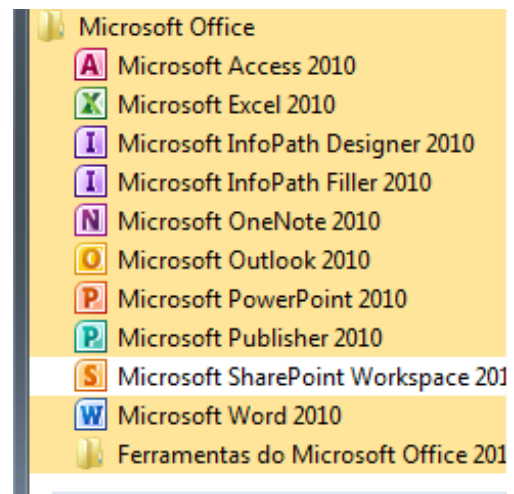 Microsoft Office
A Microsoft Access 2010
X Microsoft Excel 2010
I Microsoft InfoPath Designer 2010
I Microsoft InfoPath Filler 2010
N Microsoft OneNote 2010
O Microsoft Outlook 2010
P Microsoft PowerPoint 2010
P Microsoft Publisher 2010
S Microsoft SharePoint Workspace 201
W Microsoft Word 2010
Ferramentas do Microsoft Office 201